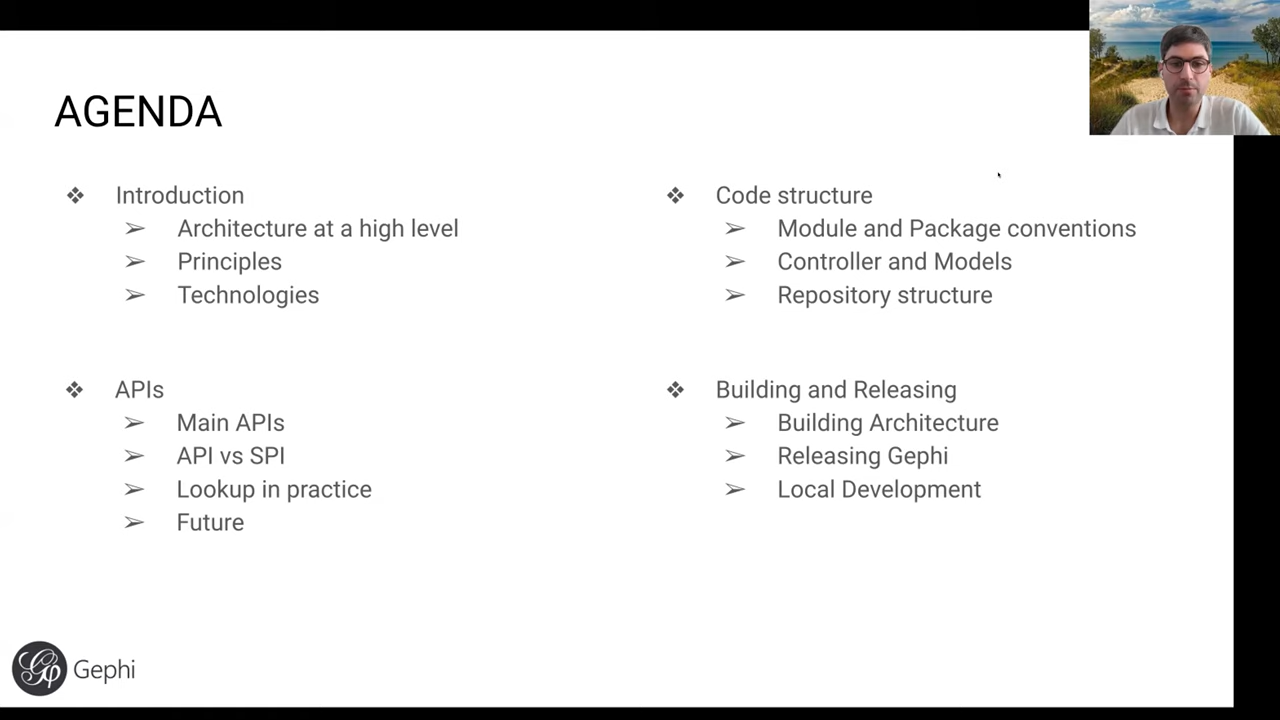 AGENDA
❖ Introduction
➢ Architecture at a high level
➢ Principles
➢ Technologies
❖ APIs
➢ Main APIs
➢ API vs SPI
➢ Lookup in practice
➢ Future
❖ Code structure
➢ Module and Package conventions
➢ Controller and Models
➢ Repository structure
❖ Building and Releasing
➢ Building Architecture
➢ Releasing Gephi
➢ Local Development
Gephi